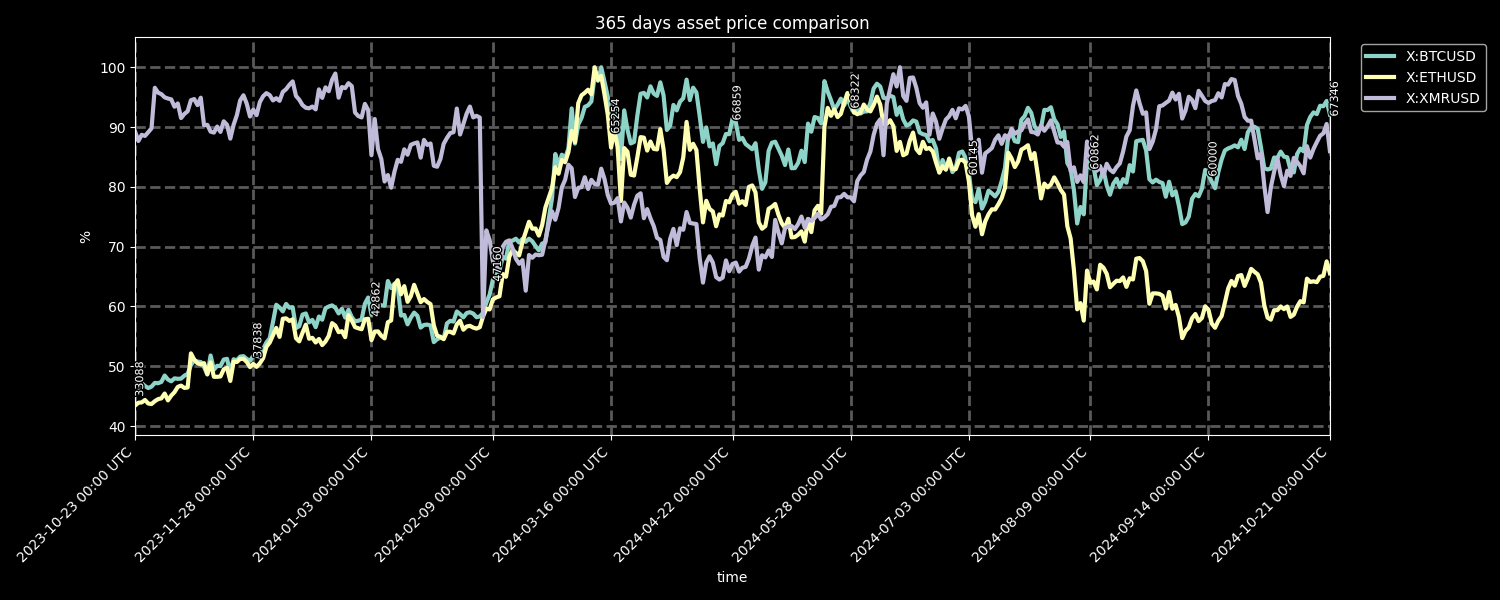 365 days asset price comparison
X:BTCUSD
X:ETHUSD
X:XMRUSD
100
90
80
70
60
50
40
%
33088
37838
42862
47160
65254
66859
68322
60145
60862
60000
67346
2023-10-23 00:00 UTC
2023-11-28 00:00 UTC
2024-01-03 00:00 UTC
2024-02-09 00:00 UTC
2024-03-16 00:00 UTC
2024-04-22 00:00 UTC
2024-05-28 00:00 UTC
2024-07-03 00:00 UTC
2024-08-09 00:00 UTC
2024-09-14 00:00 UTC
2024-10-21 00:00 UTC
time